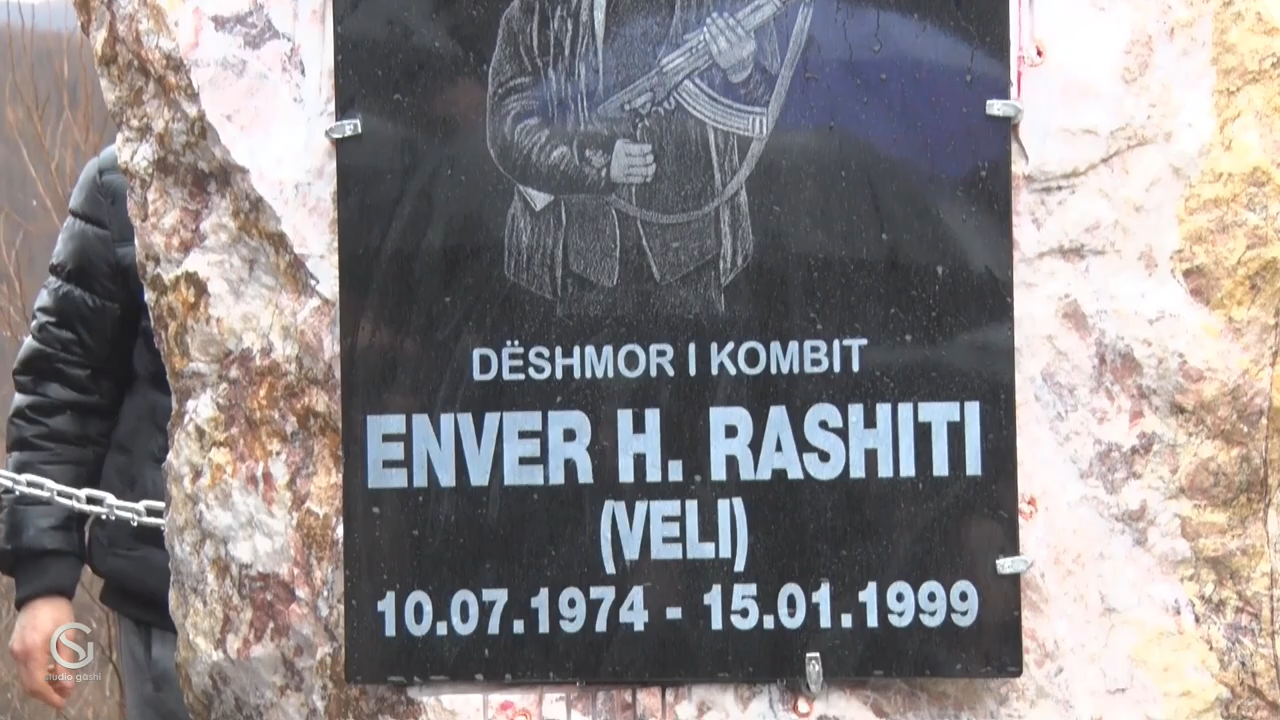 DËSHMOR I KOMBIT
ENVER H. RASHITI
(VELI)
10.07.1974 - 15.01.1999
studio gashi